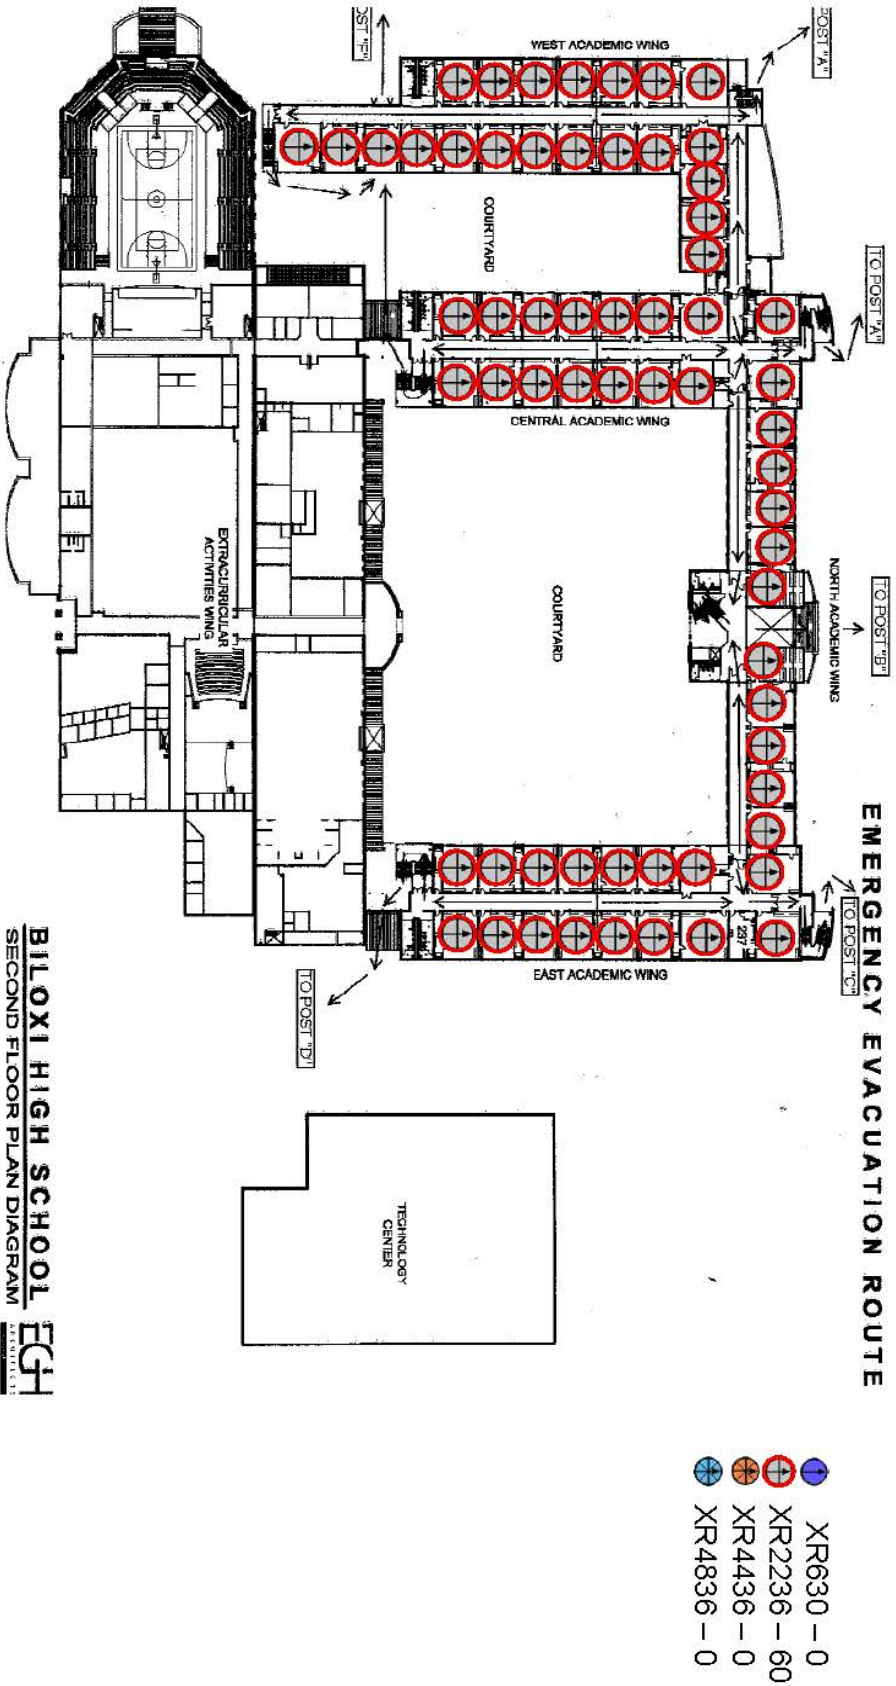 EMERGENCY EVACUATION ROUTE
TO POST "A"
TO POST "B"
TO POST "C"
NORTH ACADEMIC WING
WEST ACADEMIC WING
COURTYARD
CENTRAL ACADEMIC WING
COURTYARD
237
EAST ACADEMIC WING
TO POST "D"
EXTRACURRICULAR
ACTIVITIES WING
TECHNOLOGY
CENTER
POST "A"
OST "F"
BILOXI HIGH SCHOOL
SECOND FLOOR PLAN DIAGRAM
ARCHITECTS
XR630 – 0
XR2236 – 60
XR4436 – 0
XR4836 – 0